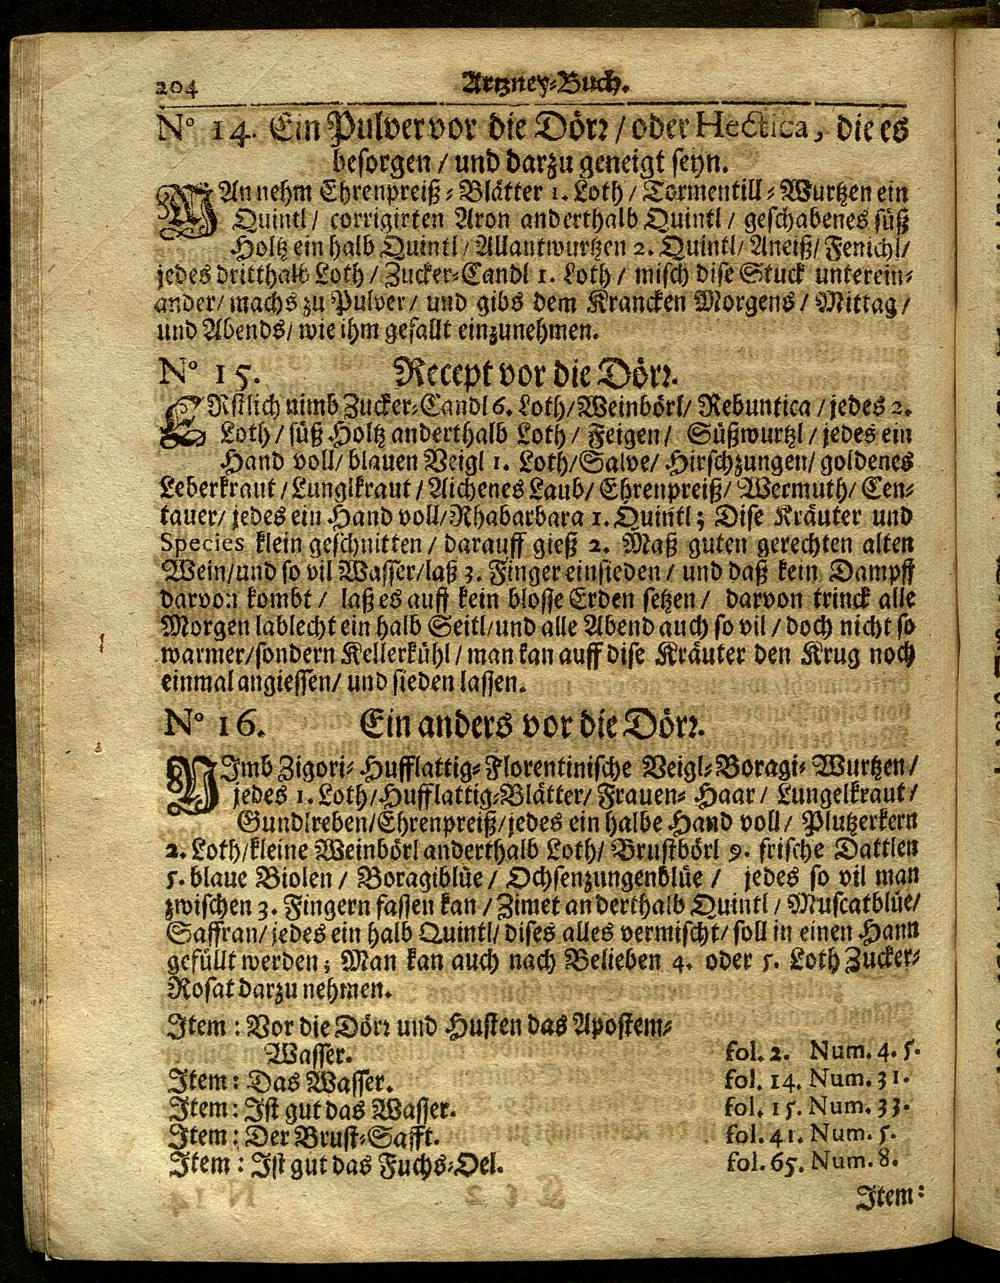 204 Artzney-Buch.
No 14. Ein Pulver vor die Dörr / oder Hectica, die es
besorgen / und darzu geneigt seyn.
MAn nehm Ehrenpreiß-Blätter 1. Loth / Tormentill-Wurtzen ein
Quintl / corrigirten Aron anderthalb Quintl / geschabenes süß
Holtz ein halb Quintl / Allantwurtzen 2. Quintl / Aneiß / Fenichl /
jedes dritthalb Loth / Zucker-Candl 1. Loth / misch dise Stuck unterein-
ander / machs zu Pulver / und gibs dem Krancken Morgens / Mittag /
und Abends / wie ihm gefallt einzunehmen.
No 15. Recept vor die Dörr.
ERstlich nimb Zucker-Candl 6. Loth / Weinbörl / Rebuntica / jedes 2.
Loth / süß Holtz anderthalb Loth / Feigen / Süßwurtzl / jedes ein
Hand voll / blauen Veigl 1. Loth / Salve / Hirschzungen / goldenes
Leberkraut / Lunglkraut / Aichenes Laub / Ehrenpreiß / Wermuth / Cen-
tauer / jedes ein Hand voll / Rhabarbara 1. Quintl; Dise Kräuter und
Species klein geschnitten / darauff gieß 2. Maß guten gerechten alten
Wein / und so vil Wasser / laß 3. Finger einsieden / und daß kein Dampff
darvon kombt / laß es auff kein blosse Erden setzen / darvon trinck alle
Morgen lablecht ein halb Seitl / und alle Abend auch so vil / doch nicht so
warmer / sondern Kellerkühl / man kan auff dise Kräuter den Krug noch
einmal angiessen / und sieden lassen.
No 16. Ein anders vor die Dörr.
NImb Zigori- Hufflattig- Florentinische Veigl- Boragi- Wurtzen /
jedes 1. Loth / Hufflattig-Blätter / Frauen- Haar / Lungelkraut /
Gundlreben / Ehrenpreiß / jedes ein halbe Hand voll / Plutzerkern
2. Loth / kleine Weinbörl anderthalb Loth / Brustbörl 9. frische Dattlen
5. blaue Violen / Boragiblüe / Ochsenzungenblüe / jedes so vil man
zwischen 3. Fingern fassen kan / Zimet anderthalb Quintl / Muscatblüe /
Saffran / jedes ein halb Quintl / dises alles vermischt / soll in einen Hann
gefüllt werden; Man kan auch nach Belieben 4. oder 5. Loth Zucker-
Rosat darzu nehmen.
Item: Vor die Dörr und Husten das Apostem-
Wasser. fol. 2. Num. 4. 5.
Item: Das Wasser. fol. 14. Num. 31.
Item: Ist gut das Wasser. fol. 15. Num. 33.
Item: Der Brust-Safft. fol. 41. Num. 5.
Item: Ist gut das Fuchs-Oel. fol. 65. Num. 8.
Item: